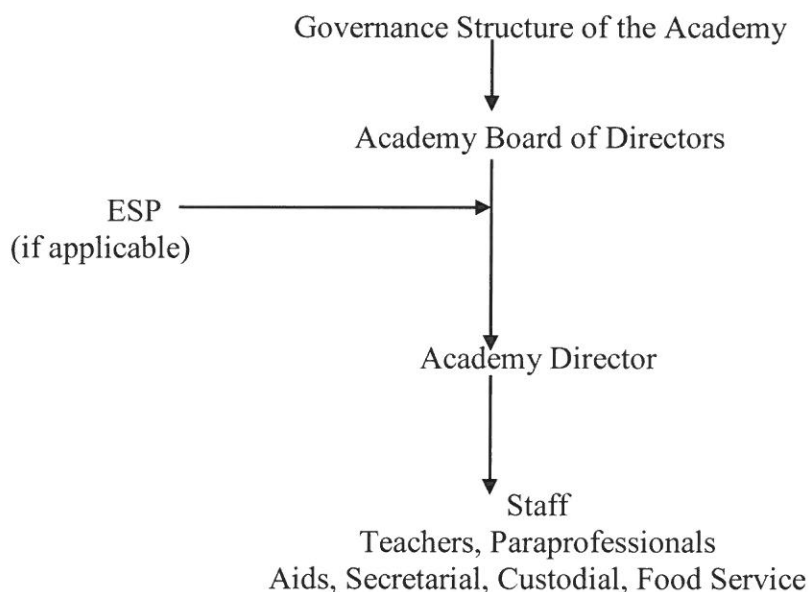 Governance Structure of the Academy
Academy Board of Directors
ESP
(if applicable)
Academy Director
Staff
Teachers, Paraprofessionals
Aids, Secretarial, Custodial, Food Service